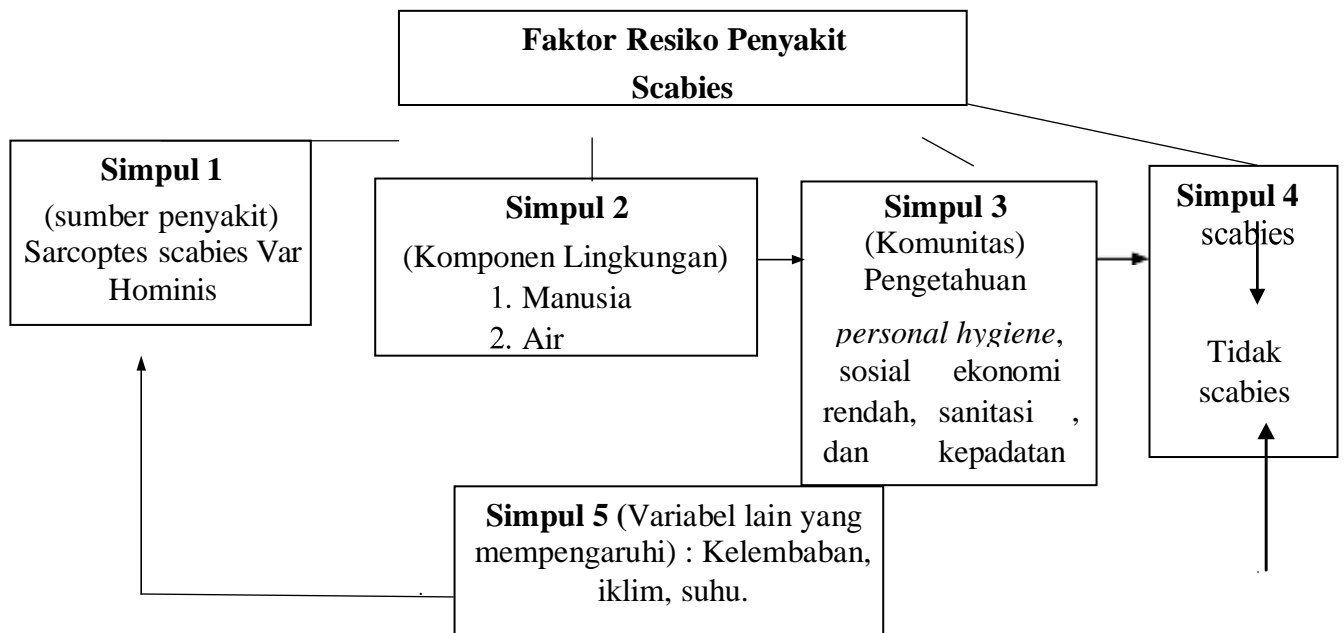 Faktor Resiko Penyakit
Scabies
Simpul 1
(sumber penyakit)
Sarcoptes scabies Var
Hominis
Simpul 2
(Komponen Lingkungan)
1. Manusia
2. Air
Simpul 3
(Komunitas)
Pengetahuan
personal hygiene,
sosial ekonomi
rendah, sanitasi ,
dan kepadatan
Simpul 4
scabies
Tidak
scabies
Simpul 5 (Variabel lain yang
mempengaruhi) : Kelembaban,
iklim, suhu.